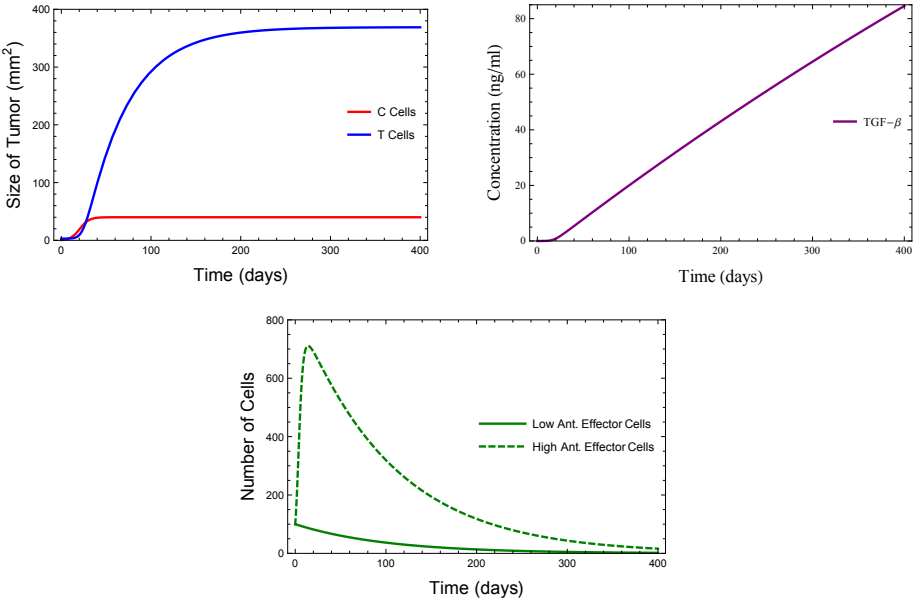 400
300
200
100
0
0
100
200
300
400
Size of Tumor (mm²)
Time (days)
C Cells
T Cells
80
60
40
20
0
0
100
200
300
400
Concentration (ng/ml)
Time (days)
TGF-β
800
600
400
200
0
0
100
200
300
400
Number of Cells
Time (days)
Low Ant. Effector Cells
High Ant. Effector Cells